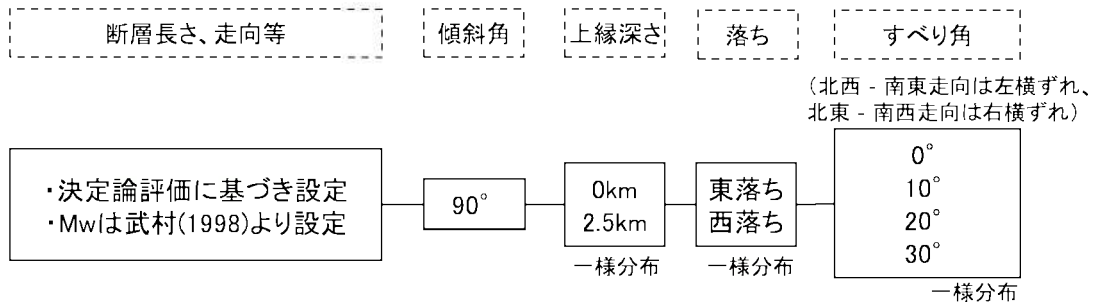 断層長さ、走向等
傾斜角
上縁深さ
落ち
すべり角
（北西 - 南東走向は左横ずれ、
北東 - 南西走向は右横ずれ）
・決定論評価に基づき設定
・Mwは武村(1998)より設定
90°
0km
2.5km
一様分布
東落ち
西落ち
一様分布
0°
10°
20°
30°
一様分布